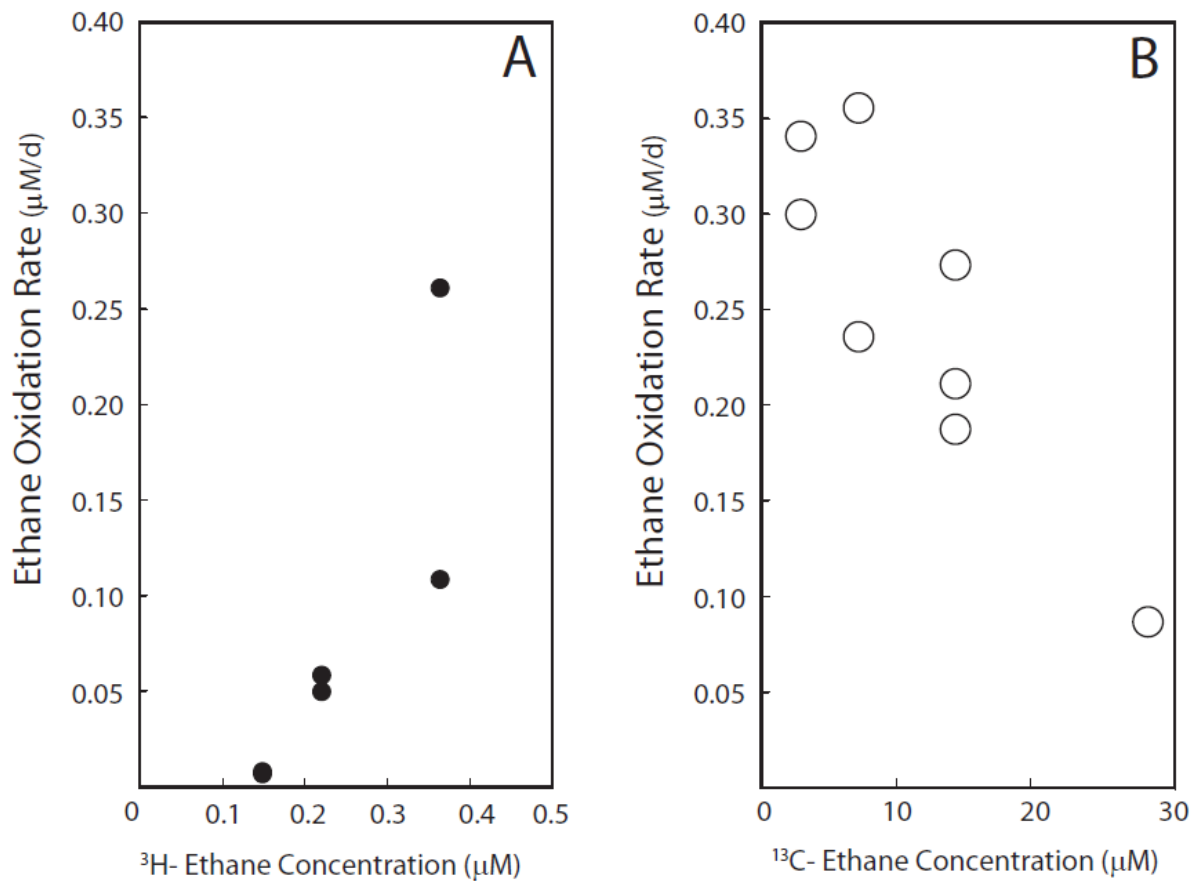 A
Ethane Oxidation Rate (μM/d)
0.40
0.35
0.30
0.25
0.20
0.15
0.10
0.05
0 0.1 0.2 0.3 0.4 0.5
³H- Ethane Concentration (μM)
B
Ethane Oxidation Rate (μM/d)
0.40
0.35
0.30
0.25
0.20
0.15
0.10
0.05
0 10 20 30
¹³C- Ethane Concentration (μM)